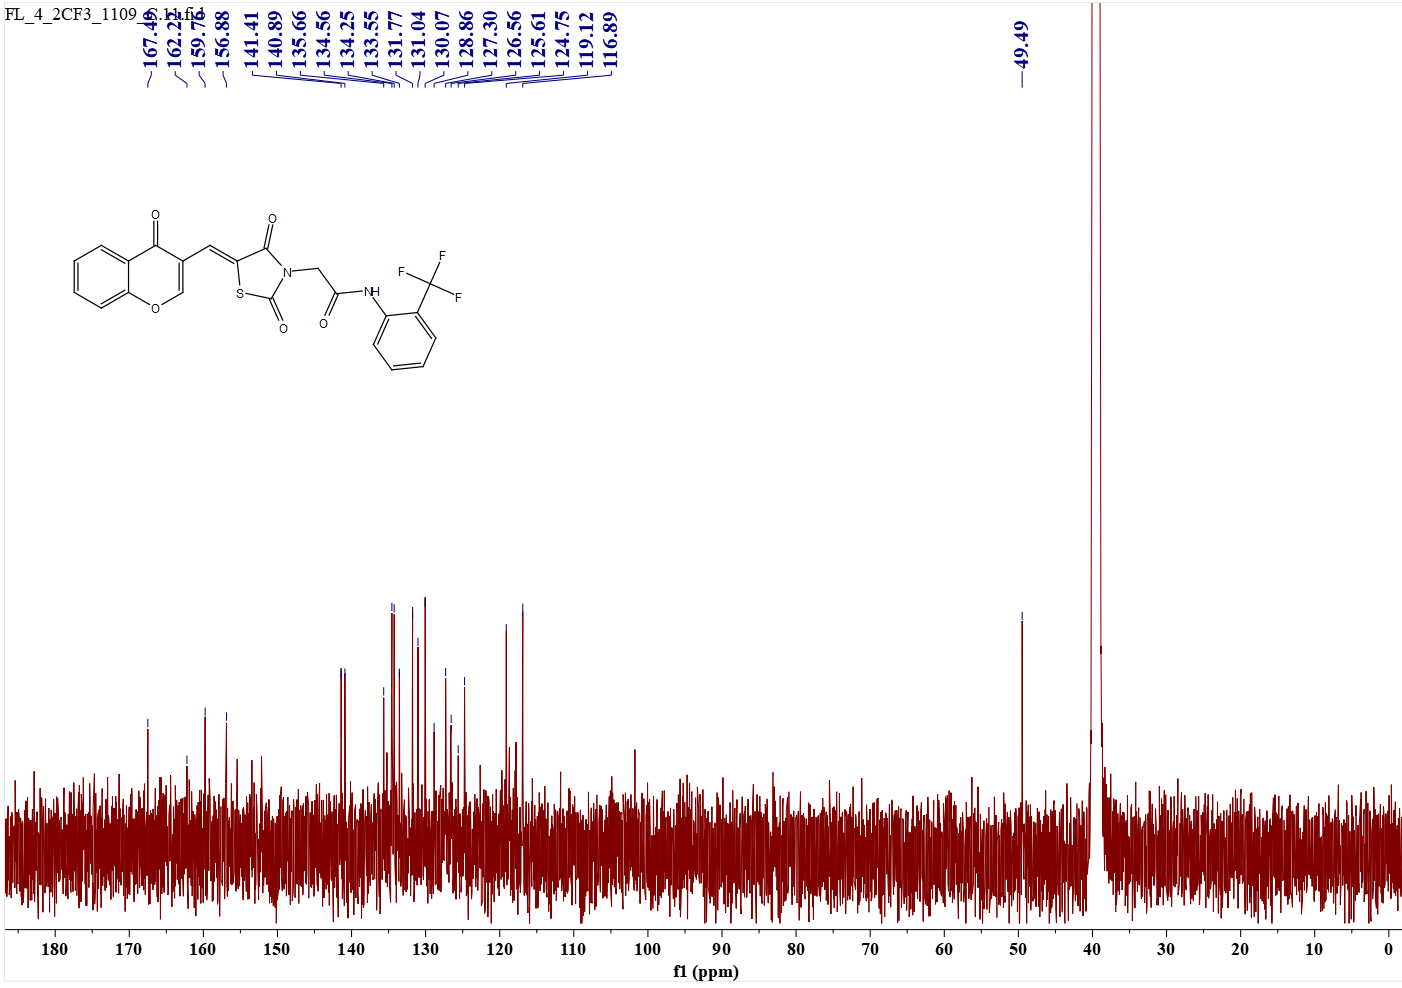 FL_4_2CF3_1109_C.11.fid
167.49
162.22
159.76
156.88
141.41
140.89
135.66
134.56
134.25
133.55
131.77
131.04
130.07
128.86
127.30
126.56
125.61
124.75
119.12
116.89
49.49
O
O
F
F
N
NH
F
S
O
O
O
180 170 160 150 140 130 120 110 100 90 80 70 60 50 40 30 20 10 0
f1 (ppm)